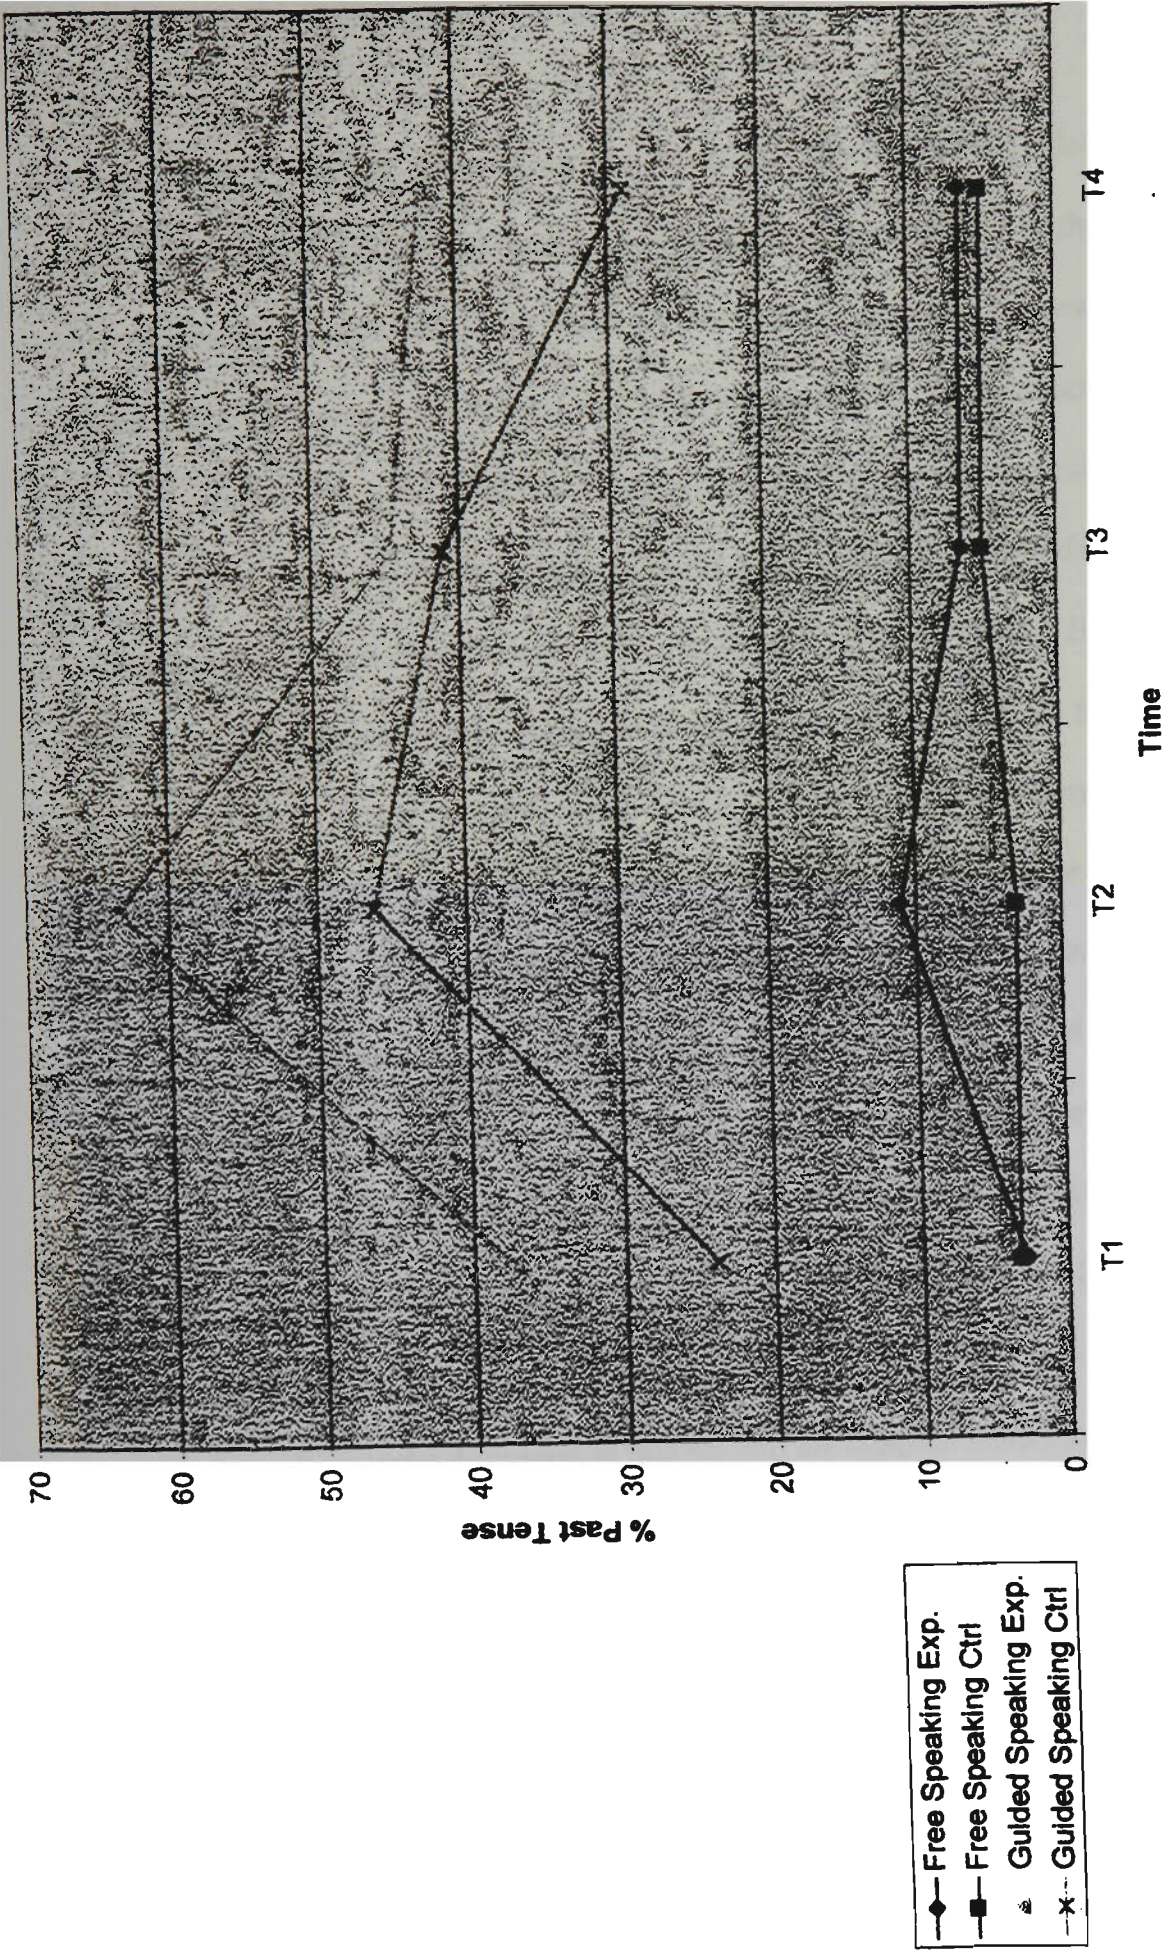 70
60
50
40
30
20
10
0
% Past Tense
T1
T2
T3
T4
Time
Free Speaking Exp.
Free Speaking Ctrl
Guided Speaking Exp.
Guided Speaking Ctrl